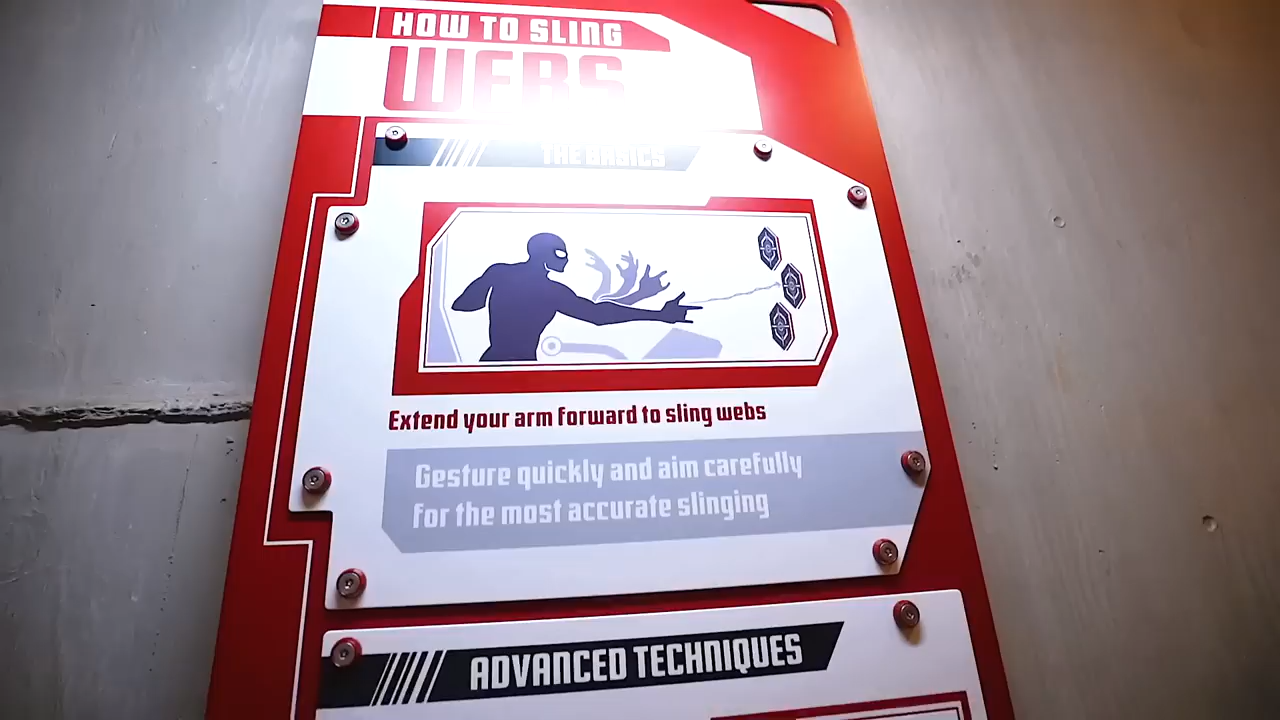 HOW TO SLING
WEBS
THE BASICS
Extend your arm forward to sling webs
Gesture quickly and aim carefully
for the most accurate slinging
ADVANCED TECHNIQUES